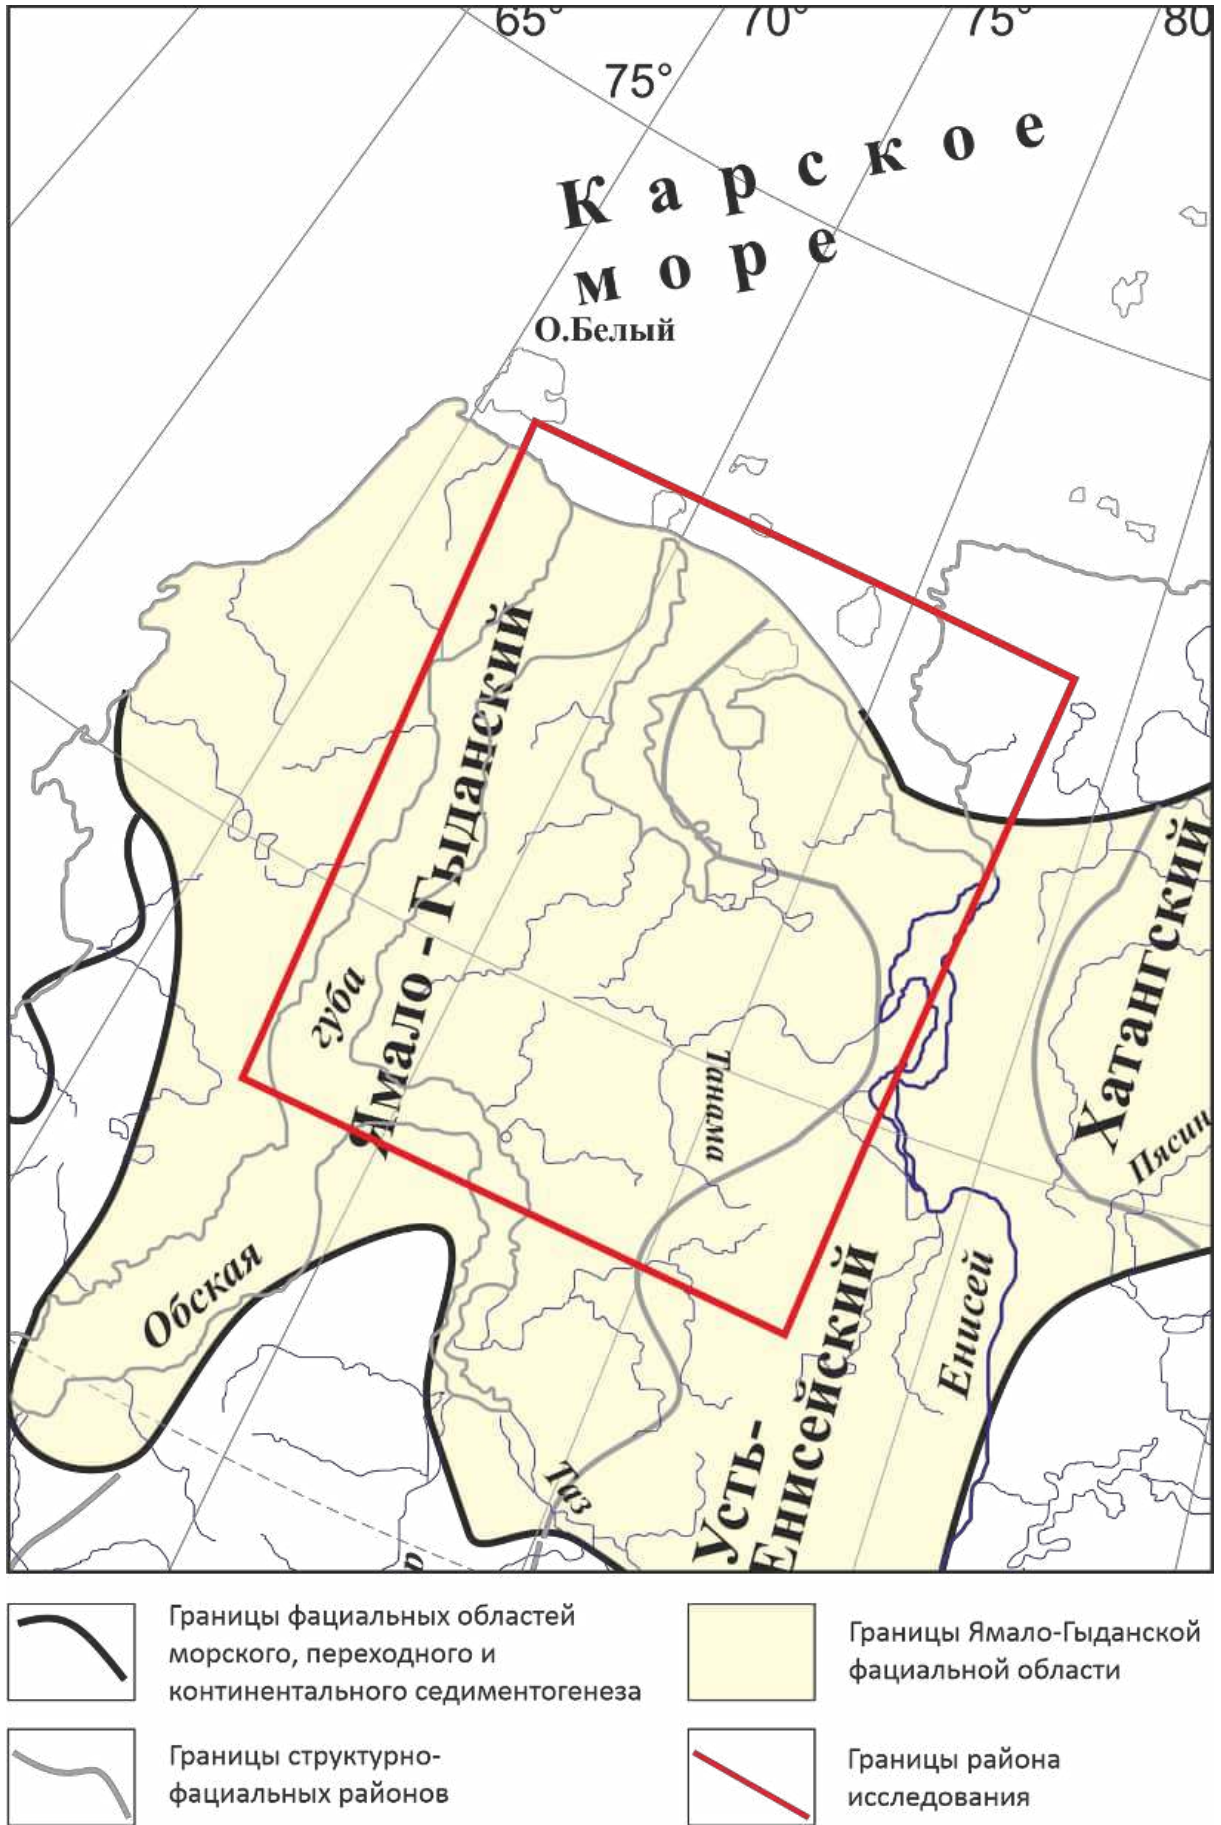 65°
70°
75°
80
75°
Карское
море
О.Белый
Ямало - Гыданский
губа
Танама
Хатангский
Пясин
Обская
Енисей
Усть-
Енисейский
Таз
р
Границы фациальных областей
морского, переходного и
континентального седиментогенеза
Границы Ямало-Гыданской
фациальной области
Границы структурно-
фациальных районов
Границы района
исследования